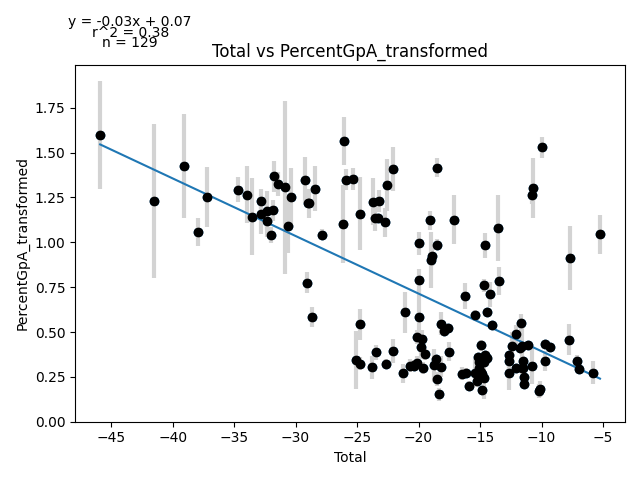 y = -0.03x + 0.07
r^2 = 0.38
n = 129
Total vs PercentGpA_transformed
PercentGpA_transformed
1.75
1.50
1.25
1.00
0.75
0.50
0.25
0.00
−45 −40 −35 −30 −25 −20 −15 −10 −5
Total